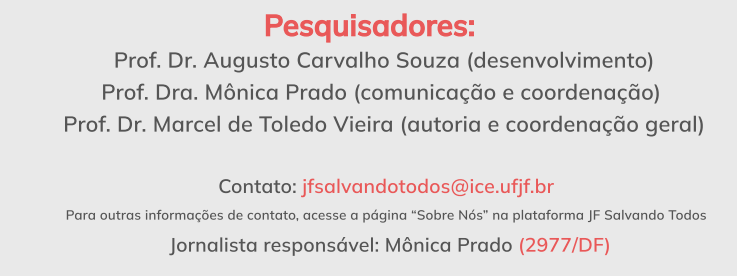 Pesquisadores:
Prof. Dr. Augusto Carvalho Souza (desenvolvimento)
Prof. Dra. Mônica Prado (comunicação e coordenação)
Prof. Dr. Marcel de Toledo Vieira (autoria e coordenação geral)
Contato: jfsalvandotodos@ice.ufjf.br
Para outras informações de contato, acesse a página “Sobre Nós” na plataforma JF Salvando Todos
Jornalista responsável: Mônica Prado (2977/DF)